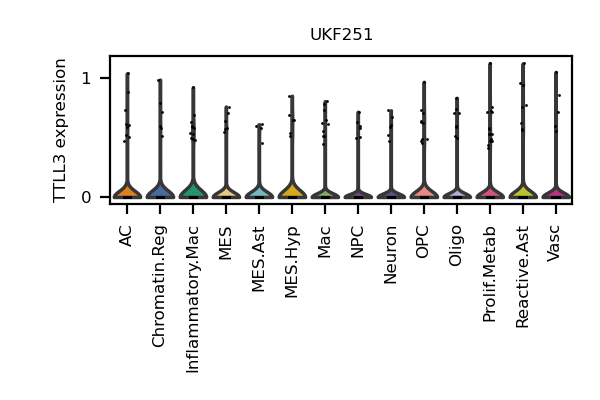 UKF251
TTLL3 expression
1
0
AC
Chromatin.Reg
Inflammatory.Mac
MES
MES.Ast
MES.Hyp
Mac
NPC
Neuron
OPC
Oligo
Prolif.Metab
Reactive.Ast
Vasc